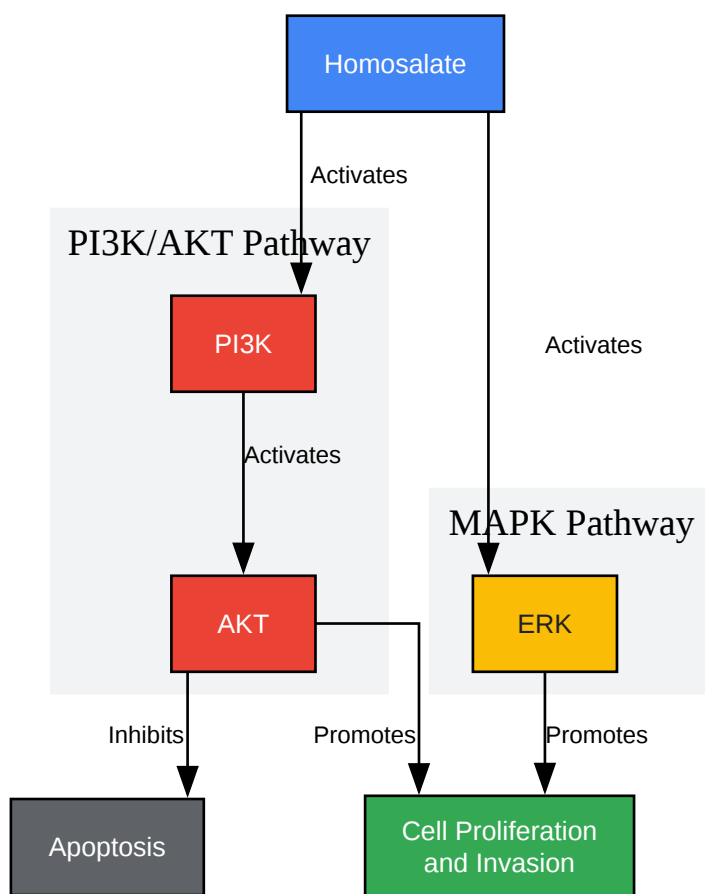 Homosalate
Activates
PI3K/AKT Pathway
PI3K
Activates
Activates
MAPK Pathway
AKT
ERK
Inhibits
Promotes
Promotes
Apoptosis
Cell Proliferation
and Invasion